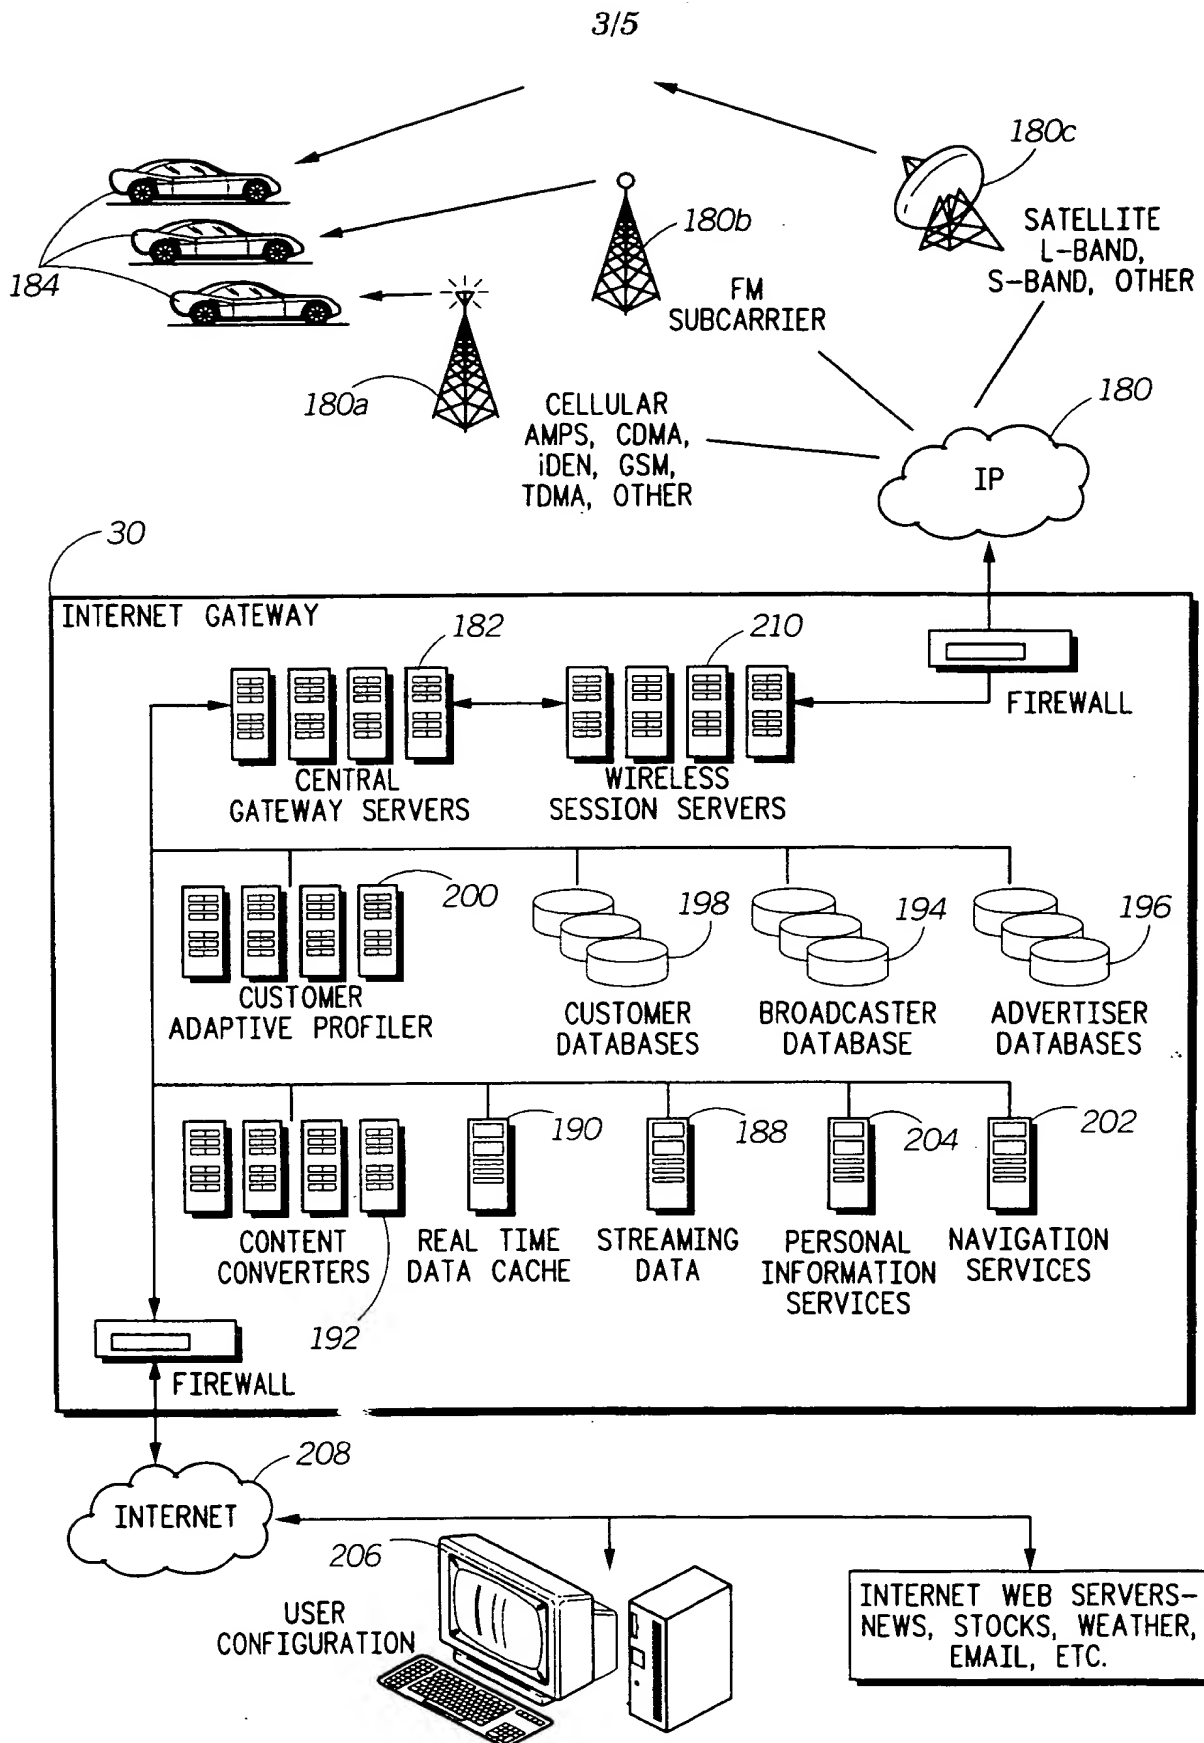 3/5
180c
180b
SATELLITE
L-BAND,
S-BAND, OTHER
184
FM
SUBCARRIER
180a
CELLULAR
AMPS, CDMA,
iDEN, GSM,
TDMA, OTHER
180
IP
30
INTERNET GATEWAY
182
210
FIREWALL
CENTRAL
GATEWAY SERVERS
WIRELESS
SESSION SERVERS
200
198
194
196
CUSTOMER
ADAPTIVE PROFILER
CUSTOMER
DATABASES
BROADCASTER
DATABASE
ADVERTISER
DATABASES
190
188
204
202
CONTENT
CONVERTERS
REAL TIME
DATA CACHE
STREAMING
DATA
PERSONAL
INFORMATION
SERVICES
NAVIGATION
SERVICES
192
FIREWALL
208
INTERNET
206
USER
CONFIGURATION
INTERNET WEB SERVERS-
NEWS, STOCKS, WEATHER,
EMAIL, ETC.